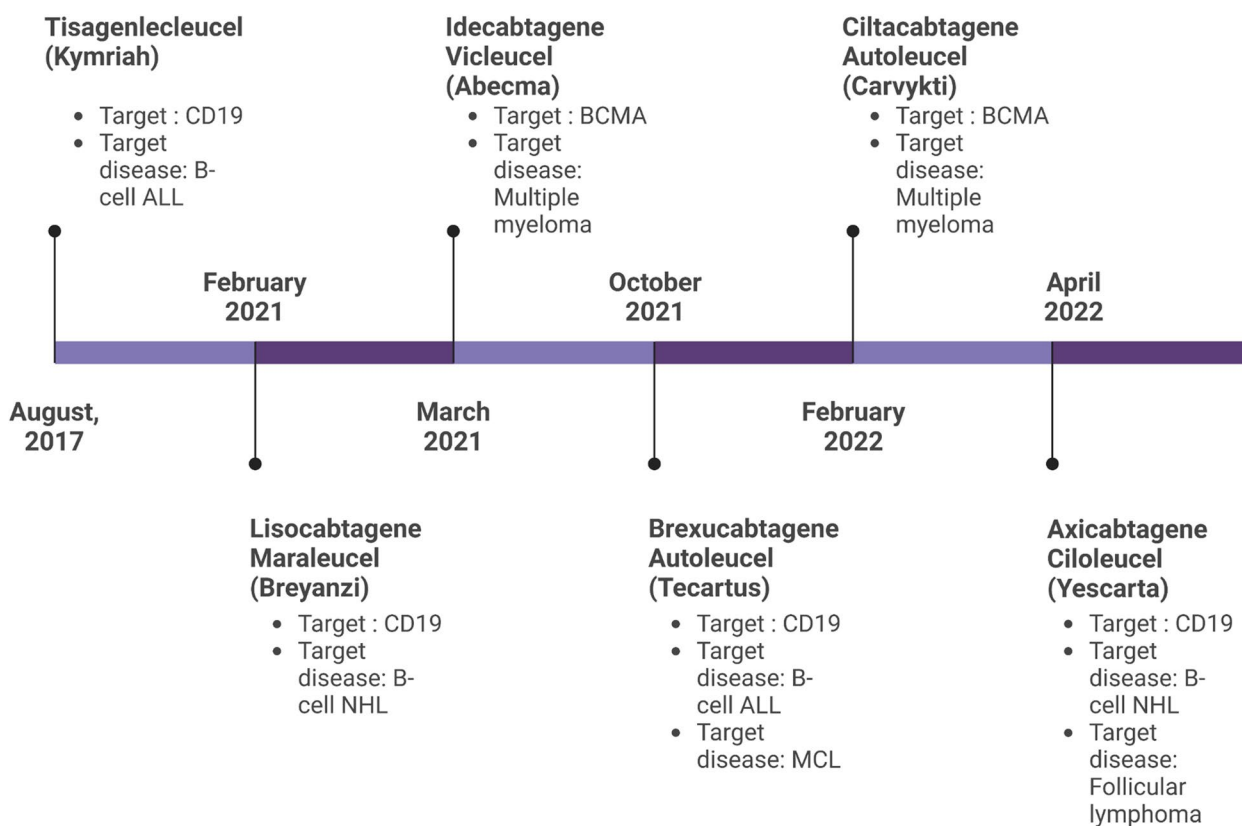 Tisagenlecleucel
(Kymriah)
• Target : CD19
• Target
disease: B-
cell ALL
Idecabtagene
Vicleucel
(Abecma)
• Target : BCMA
• Target
disease:
Multiple
myeloma
Ciltacabtagene
Autoleucel
(Carvykti)
• Target : BCMA
• Target
disease:
Multiple
myeloma
February
2021
October
2021
April
2022
August,
2017
March
2021
February
2022
Lisocabtagene
Maraleucel
(Breyanzi)
• Target : CD19
• Target
disease: B-
cell NHL
Brexucabtagene
Autoleucel
(Tecartus)
• Target : CD19
• Target
disease: B-
cell ALL
• Target
disease: MCL
Axicabtagene
Ciloleucel
(Yescarta)
• Target : CD19
• Target
disease: B-
cell NHL
• Target
disease:
Follicular
lymphoma